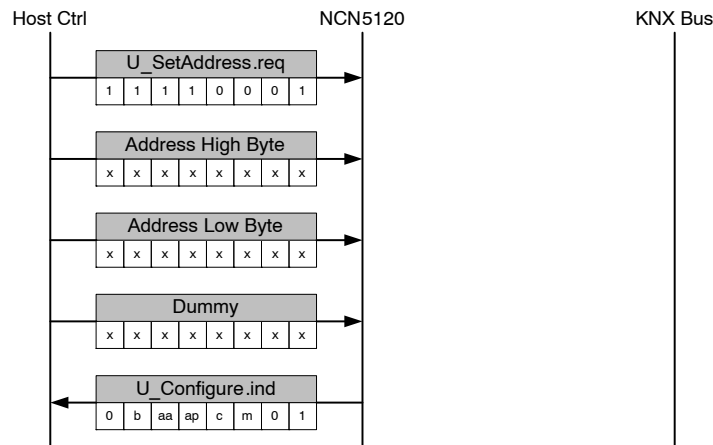 Host Ctrl NCN5120 KNX Bus
U_SetAddress.req
1 1 1 1 0 0 0 1
Address High Byte
x x x x x x x x
Address Low Byte
x x x x x x x x
Dummy
x x x x x x x x
U_Configure.ind
0 b aa ap c m 0 1